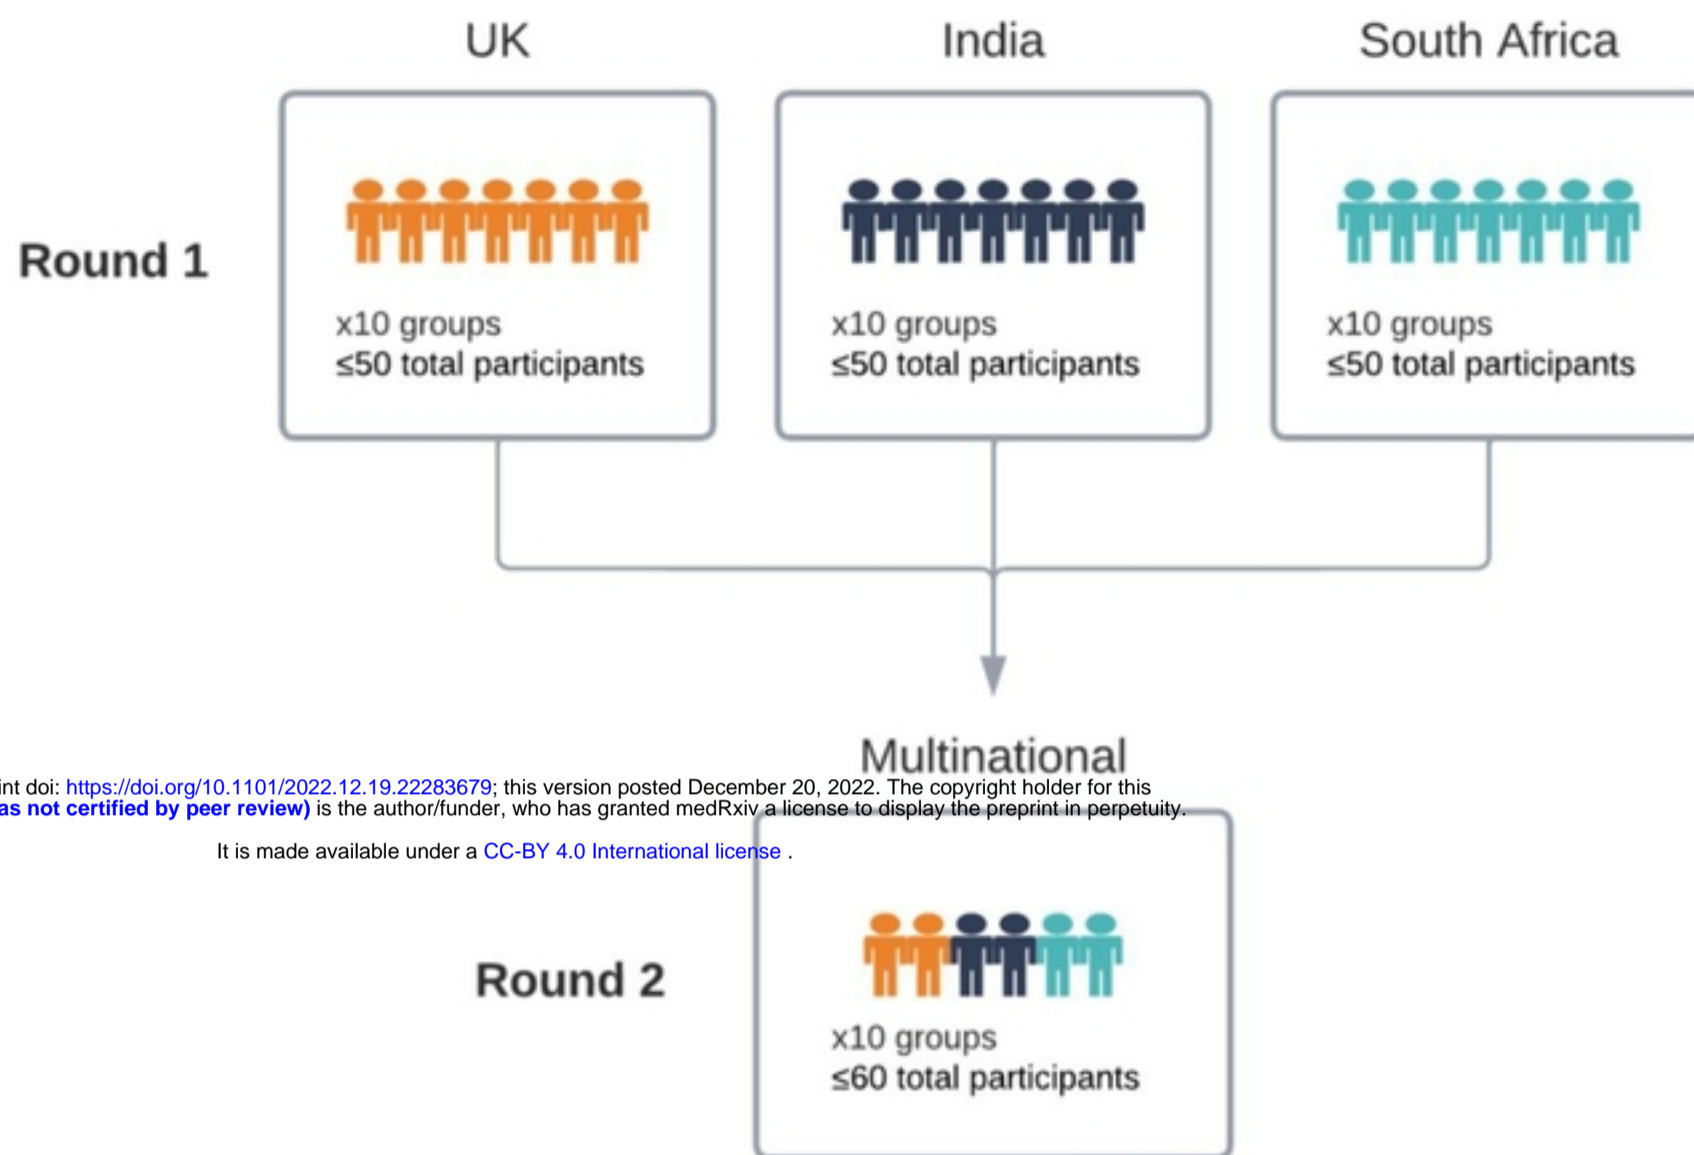 UK
India
South Africa
Round 1
x10 groups
≤50 total participants
x10 groups
≤50 total participants
x10 groups
≤50 total participants
Multinational
int doi: https://doi.org/10.1101/2022.12.19.22283679; this version posted December 20, 2022. The copyright holder for this
as not certified by peer review) is the author/funder, who has granted medRxiv a license to display the preprint in perpetuity.
It is made available under a CC-BY 4.0 International license .
Round 2
x10 groups
≤60 total participants